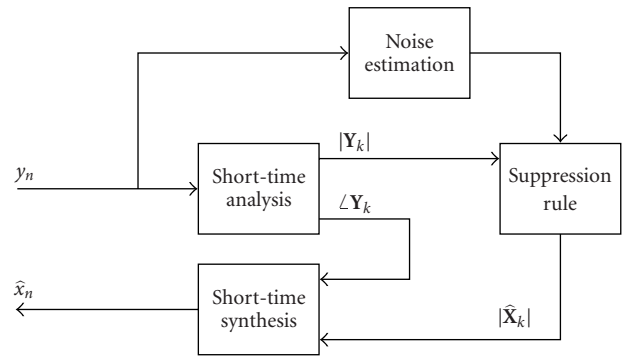 Noise
estimation
|Y_k|
y_n
Short-time
analysis
Suppression
rule
∠Y_k
x̂_n
Short-time
synthesis
|X̂_k|